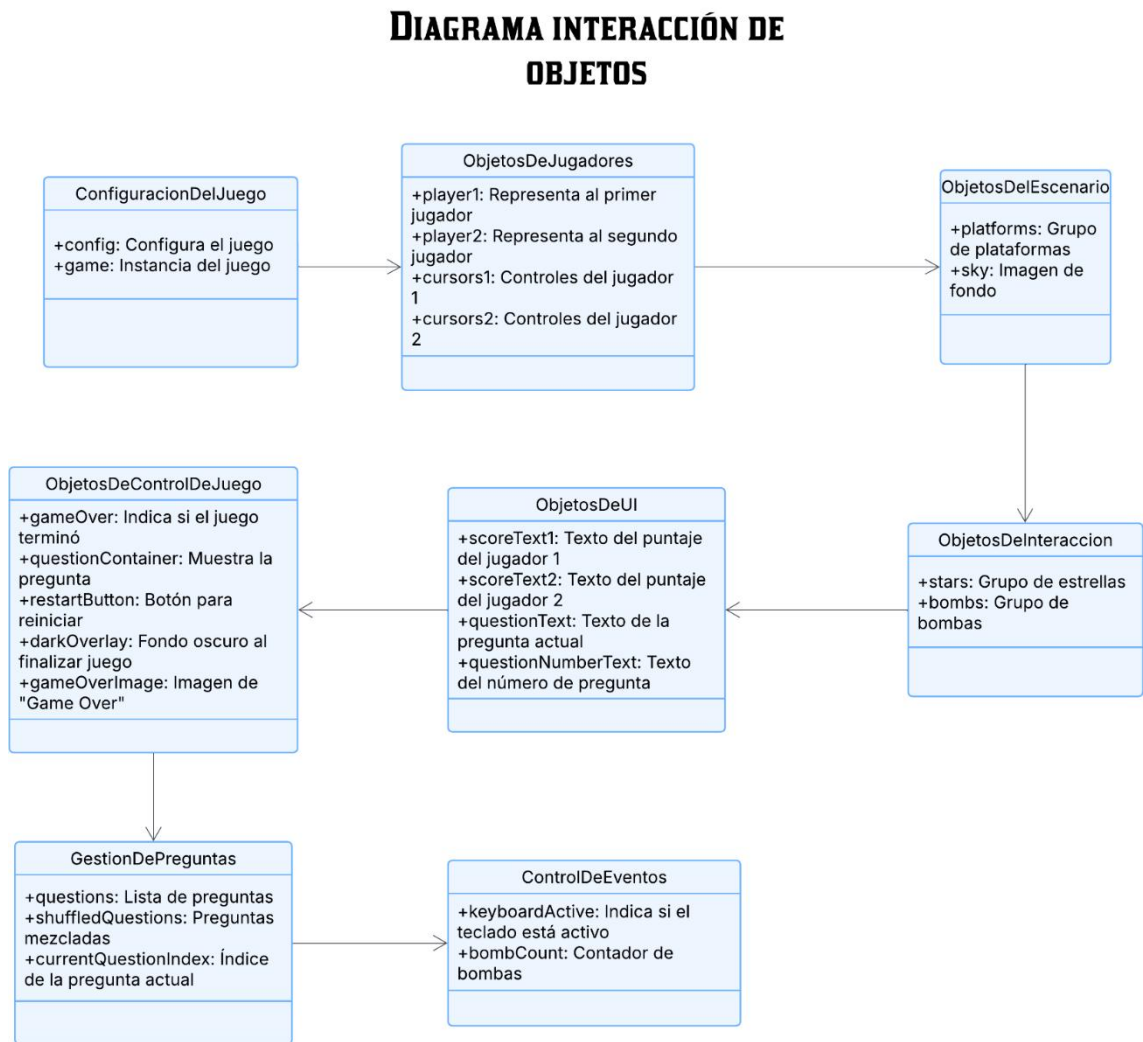 DIAGRAMA INTERACCIÓN DE
OBJETOS
ConfiguracionDelJuego
+config: Configura el juego
+game: Instancia del juego
ObjetosDeJugadores
+player1: Representa al primer
jugador
+player2: Representa al segundo
jugador
+cursors1: Controles del jugador
1
+cursors2: Controles del jugador
2
ObjetosDelEscenario
+platforms: Grupo
de plataformas
+sky: Imagen de
fondo
ObjetosDeInteraccion
+stars: Grupo de estrellas
+bombs: Grupo de
bombas
ObjetosDeUI
+scoreText1: Texto del puntaje
del jugador 1
+scoreText2: Texto del puntaje
del jugador 2
+questionText: Texto de la
pregunta actual
+questionNumberText: Texto
del número de pregunta
ObjetosDeControlDeJuego
+gameOver: Indica si el juego
terminó
+questionContainer: Muestra la
pregunta
+restartButton: Botón para
reiniciar
+darkOverlay: Fondo oscuro al
finalizar juego
+gameOverImage: Imagen de
"Game Over"
GestionDePreguntas
+questions: Lista de preguntas
+shuffledQuestions: Preguntas
mezcladas
+currentQuestionIndex: Índice
de la pregunta actual
ControlDeEventos
+keyboardActive: Indica si el
teclado está activo
+bombCount: Contador de
bombas